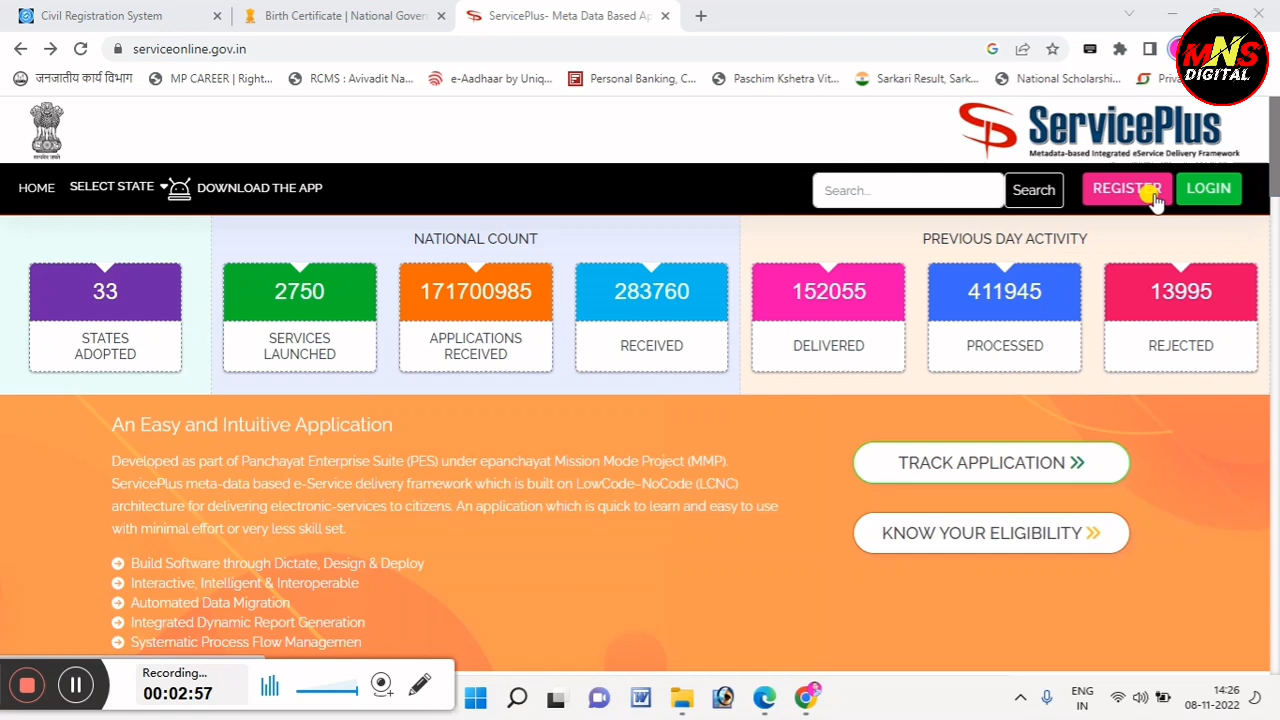 Civil Registration System
Birth Certificate | National Gover
ServicePlus- Meta Data Based Ap
serviceonline.gov.in
जनजातीय कार्य विभाग
MP CAREER | Right...
RCMS : Avivadit Na...
e-Aadhaar by Uniq...
Personal Banking, C...
Paschim Kshetra Vit...
Sarkari Result, Sark...
National Scholarshi...
MNS
DIGITAL
सत्यमेव जयते
ServicePlus
Metadata-based Integrated eService Delivery Framework
HOME
SELECT STATE
DOWNLOAD THE APP
Search...
Search
REGISTER
LOGIN
NATIONAL COUNT
PREVIOUS DAY ACTIVITY
33
STATES
ADOPTED
2750
SERVICES
LAUNCHED
171700985
APPLICATIONS
RECEIVED
283760
RECEIVED
152055
DELIVERED
411945
PROCESSED
13995
REJECTED
An Easy and Intuitive Application
Developed as part of Panchayat Enterprise Suite (PES) under epanchayat Mission Mode Project (MMP).
ServicePlus meta-data based e-Service delivery framework which is built on LowCode-NoCode (LCNC)
architecture for delivering electronic-services to citizens. An application which is quick to learn and easy to use
with minimal effort or very less skill set.
Build Software through Dictate, Design & Deploy
Interactive, Intelligent & Interoperable
Automated Data Migration
Integrated Dynamic Report Generation
Systematic Process Flow Managemen
TRACK APPLICATION
KNOW YOUR ELIGIBILITY
Recording...
00:02:57
ENG
IN
14:26
08-11-2022